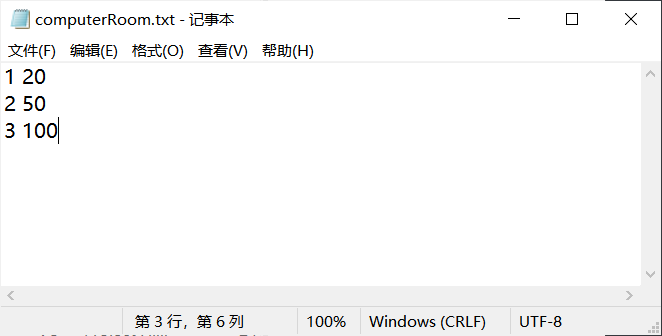 computerRoom.txt - 记事本
文件(F) 编辑(E) 格式(O) 查看(V) 帮助(H)
1 20
2 50
3 100
第 3 行，第 6 列 100% Windows (CRLF) UTF-8